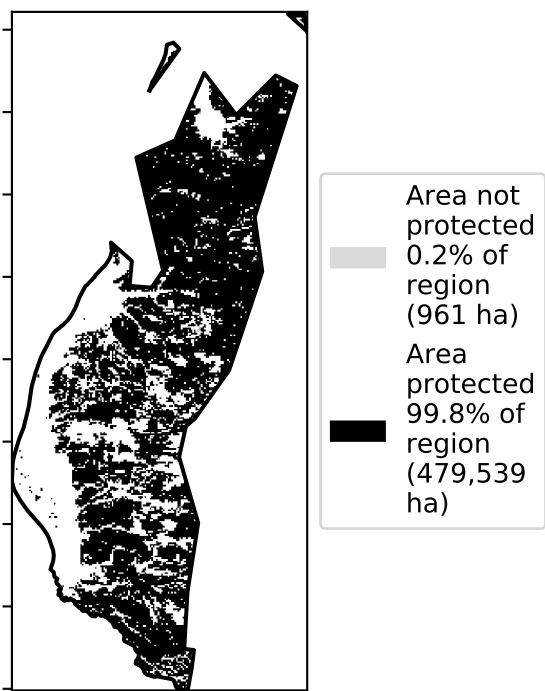 Area not
protected
0.2% of
region
(961 ha)
Area
protected
99.8% of
region
(479,539
ha)